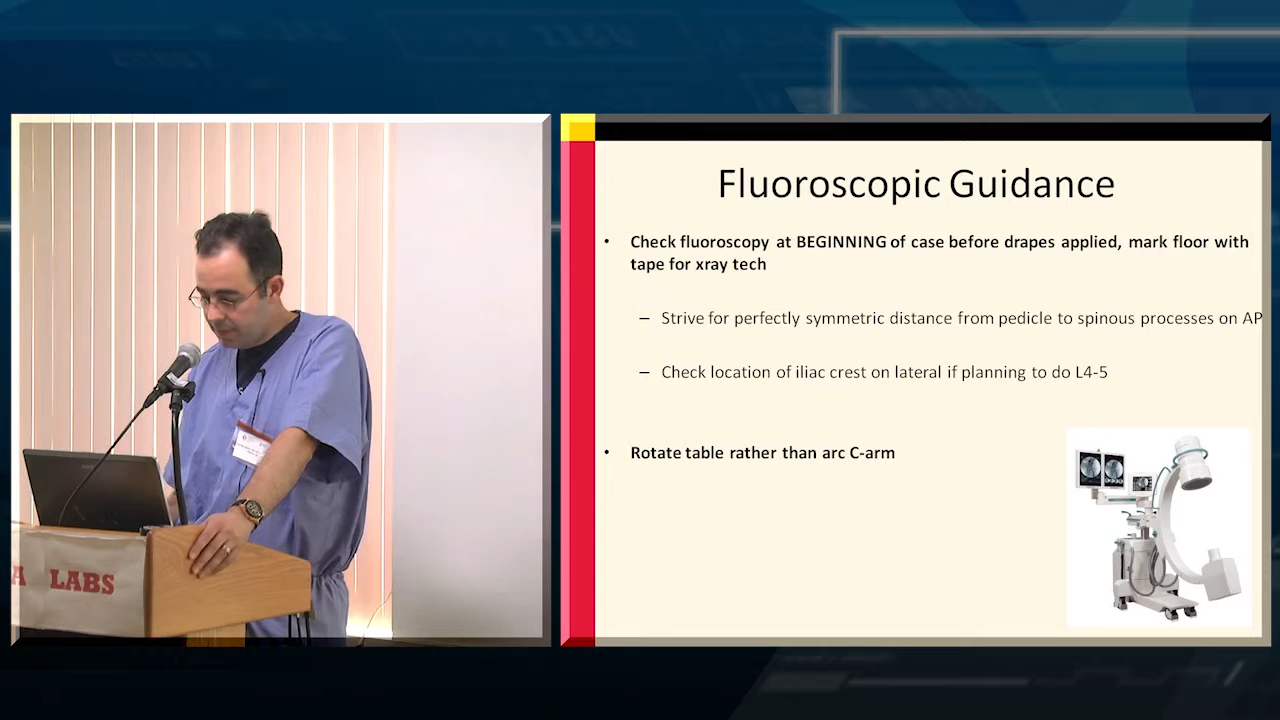 A LABS
Fluoroscopic Guidance
• Check fluoroscopy at BEGINNING of case before drapes applied, mark floor with
tape for xray tech
– Strive for perfectly symmetric distance from pedicle to spinous processes on AP
– Check location of iliac crest on lateral if planning to do L4-5
• Rotate table rather than arc C-arm